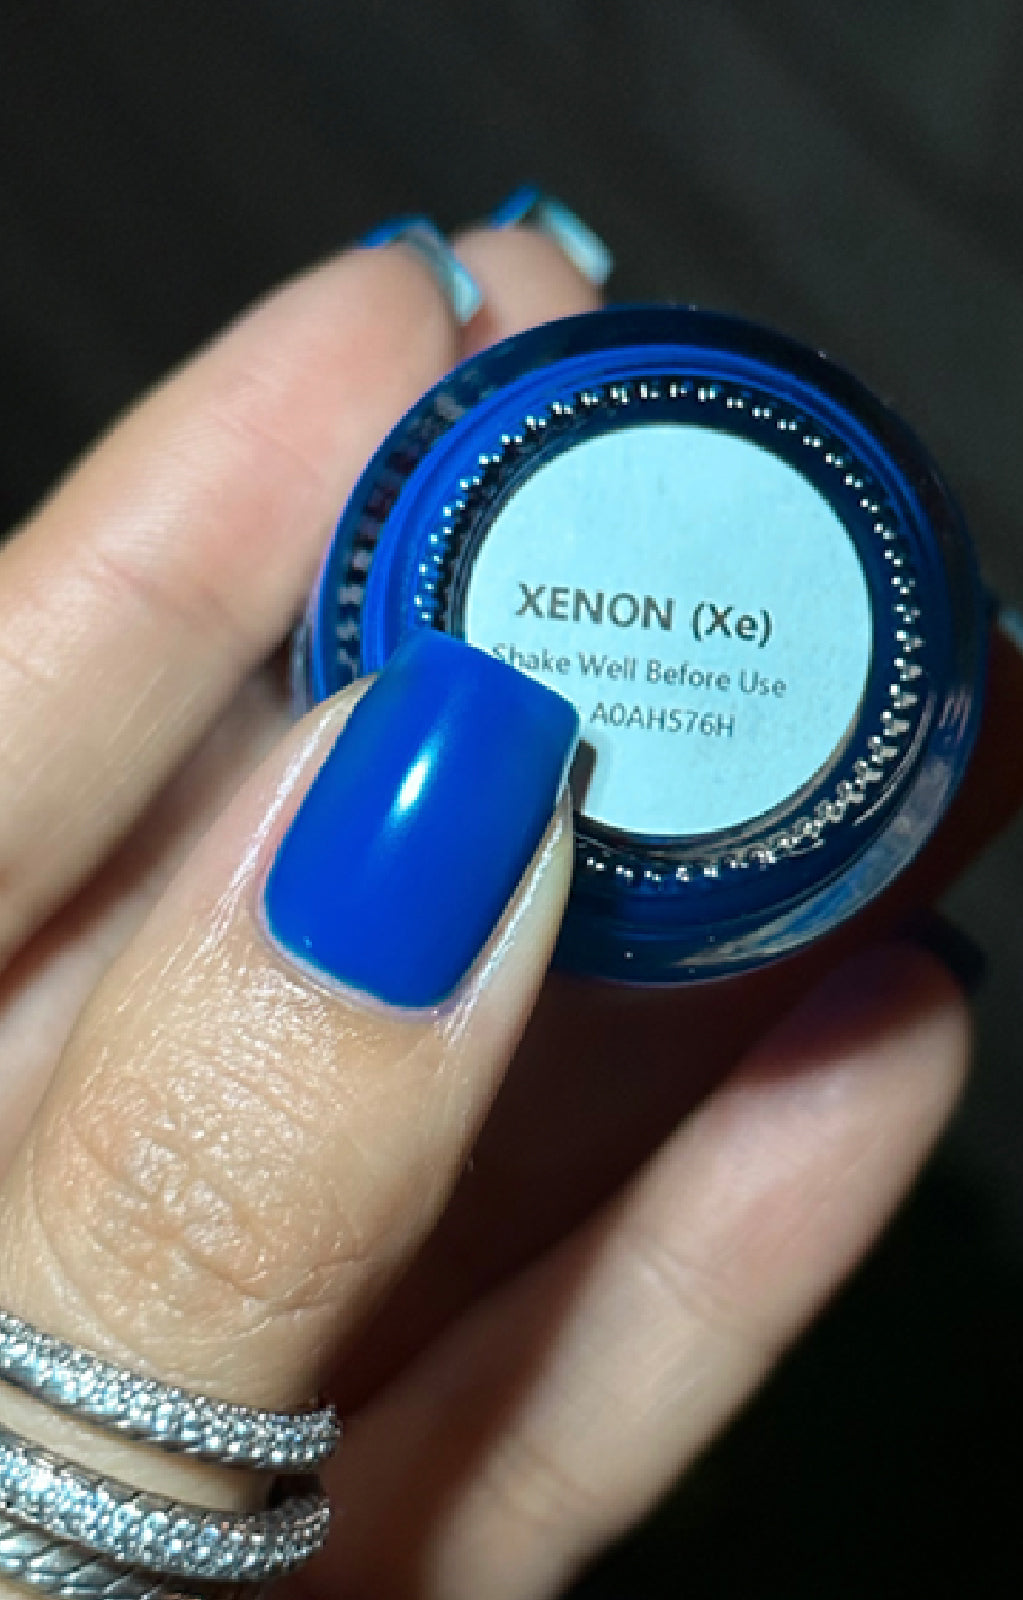 XENON (Xe)
Shake Well Before Use
A0AH576H